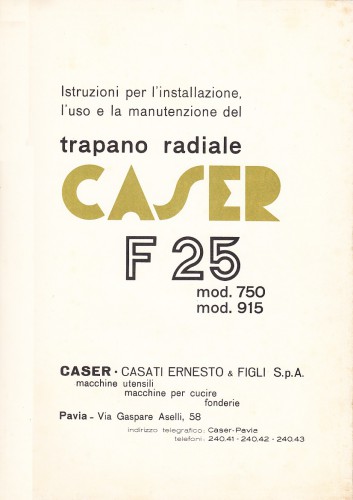 Istruzioni per l'installazione,
l'uso e la manutenzione del
trapano radiale
CASER
F 25
mod. 750
mod. 915
CASER - CASATI ERNESTO & FIGLI S.p.A.
macchine utensili
macchine per cucire
fonderie
Pavia - Via Gaspare Aselli, 58
indirizzo telegrafico: Caser-Pavia
telefoni: 240.41 - 240.42 - 240.43